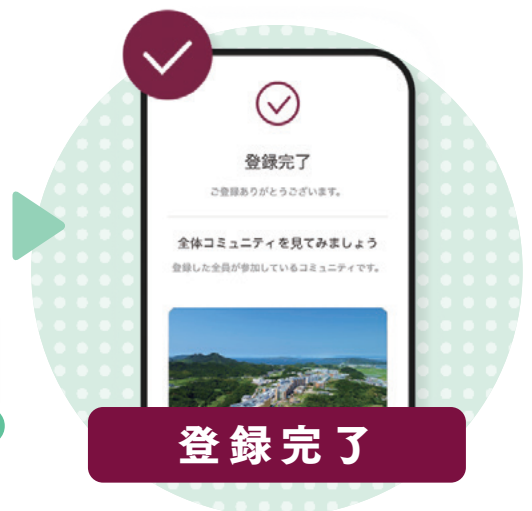 登録完了
ご登録ありがとうございます。
全体コミュニティを見てみましょう
登録した全員が参加しているコミュニティです。
登録完了